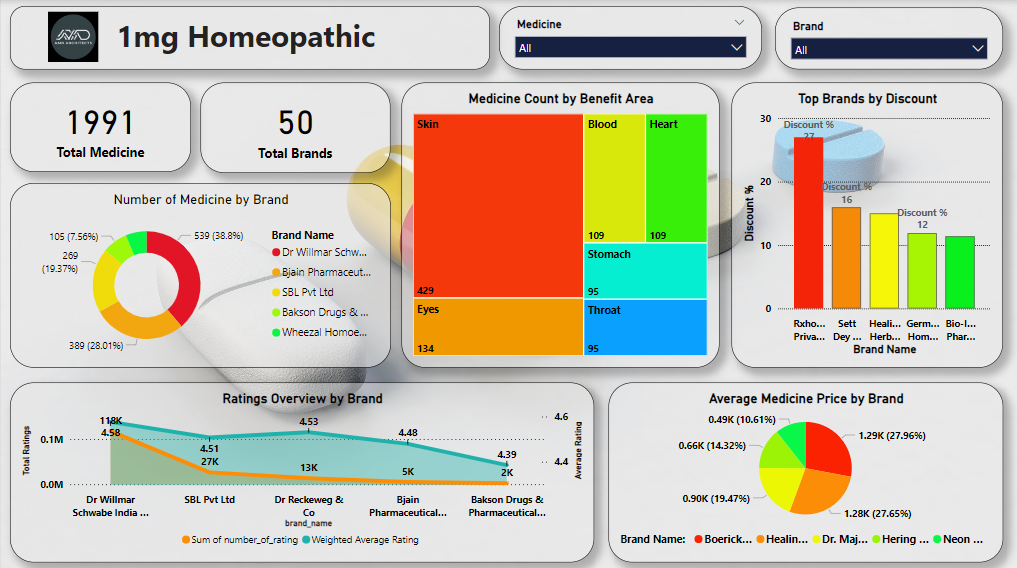 AMD ARCHITECTS
1mg Homeopathic
Medicine
All
Brand
All
1991
Total Medicine
50
Total Brands
Number of Medicine by Brand
105 (7.56%)
539 (38.8%)
269
(19.37%)
389 (28.01%)
Brand Name
Dr Willmar Schw...
Bjain Pharmaceut...
SBL Pvt Ltd
Bakson Drugs & ...
Wheezal Homoe...
Medicine Count by Benefit Area
Skin
429
Eyes
134
Blood
109
Heart
109
Stomach
95
Throat
95
Top Brands by Discount
Discount %
30
20
10
0
Discount %
27
Discount %
16
Discount %
12
Rxho...
Priva...
Sett
Dey ...
Heali...
Herb...
Germ...
Hom...
Bio-I...
Phar...
Brand Name
Ratings Overview by Brand
Total Ratings
0.1M
0.0M
118K
4.58
4.51
27K
4.53
13K
4.48
5K
4.39
2K
4.6
4.4
Average Rating
Dr Willmar
Schwabe India ...
SBL Pvt Ltd
Dr Reckeweg &
Co
Bjain
Pharmaceutical...
Bakson Drugs &
Pharmaceutical...
brand_name
Sum of number_of_rating
Weighted Average Rating
Average Medicine Price by Brand
0.49K (10.61%)
0.66K (14.32%)
0.90K (19.47%)
1.29K (27.96%)
1.28K (27.65%)
Brand Name:
Boerick...
Healin...
Dr. Maj...
Hering ...
Neon ...